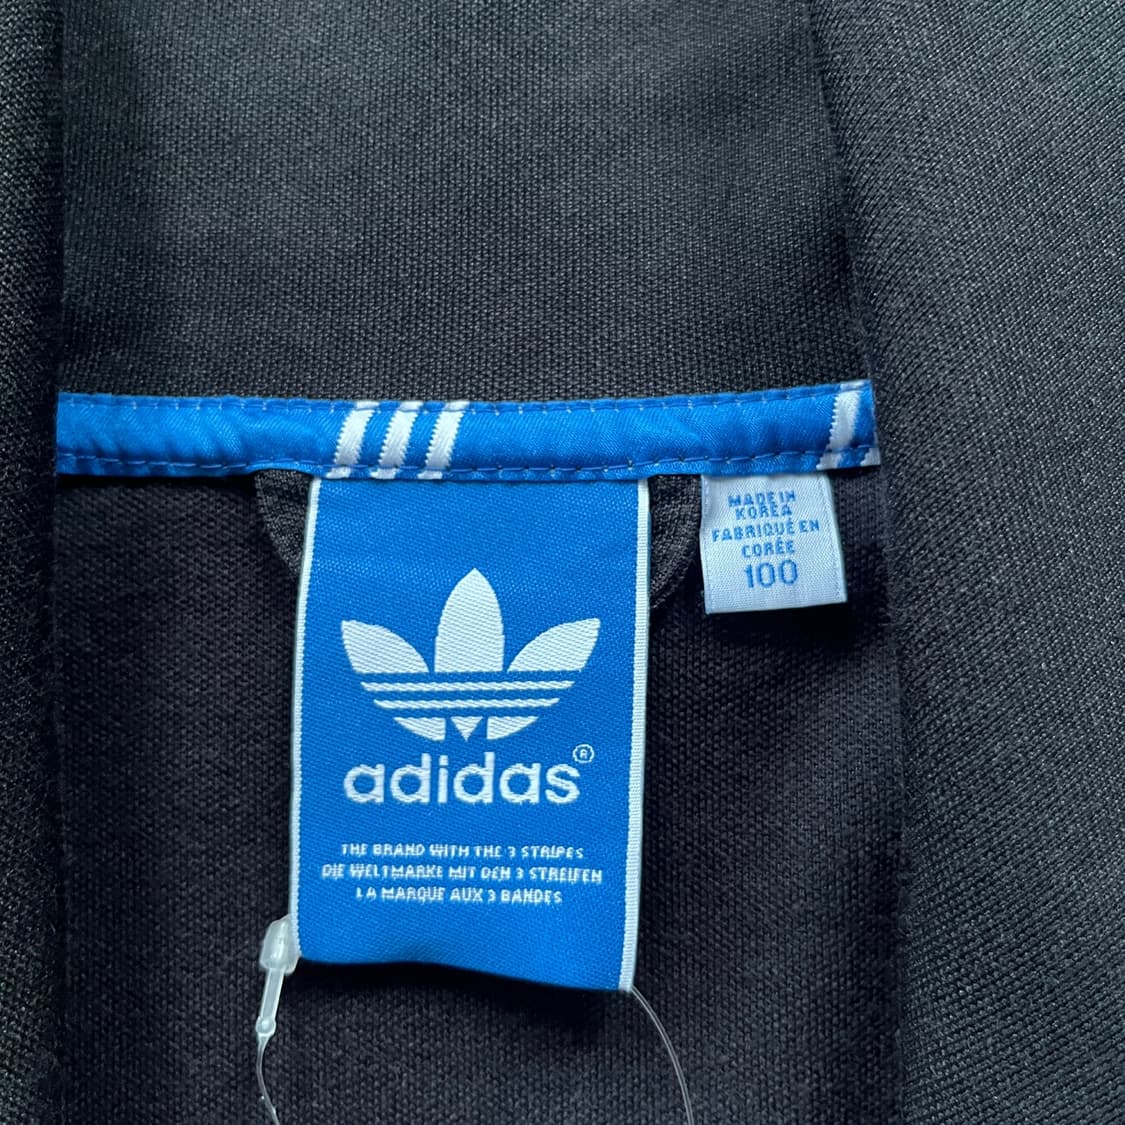 MADE IN
KOREA
FABRIQUÉ EN
CORÉE
100
adidas®
THE BRAND WITH THE 3 STRIPES
DIE WELTMARKE MIT DEN 3 STREIFEN
LA MARQUE AUX 3 BANDES